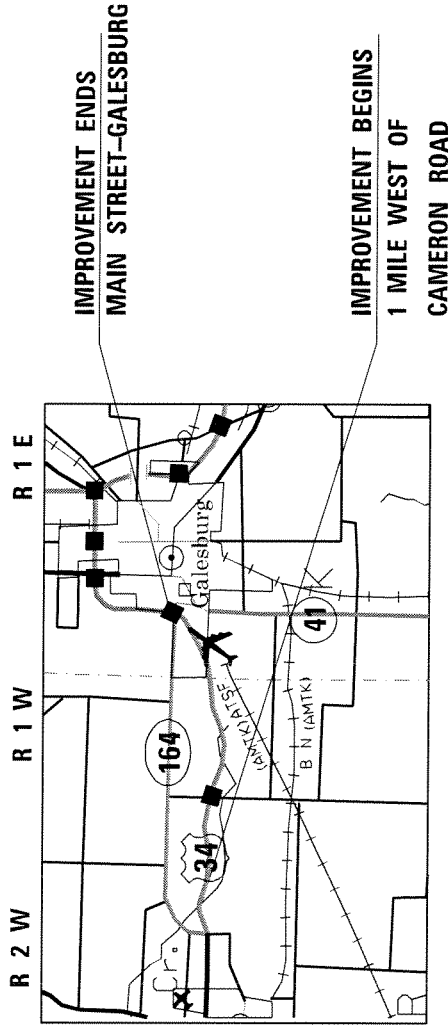 R 2 W
R 1 W
R 1 E
IMPROVEMENT ENDS
MAIN STREET-GALESBURG
164
34
Galesburg
(AMTK) ATSF
B N (AMTK)
41
Cr.
IMPROVEMENT BEGINS
1 MILE WEST OF
CAMERON ROAD